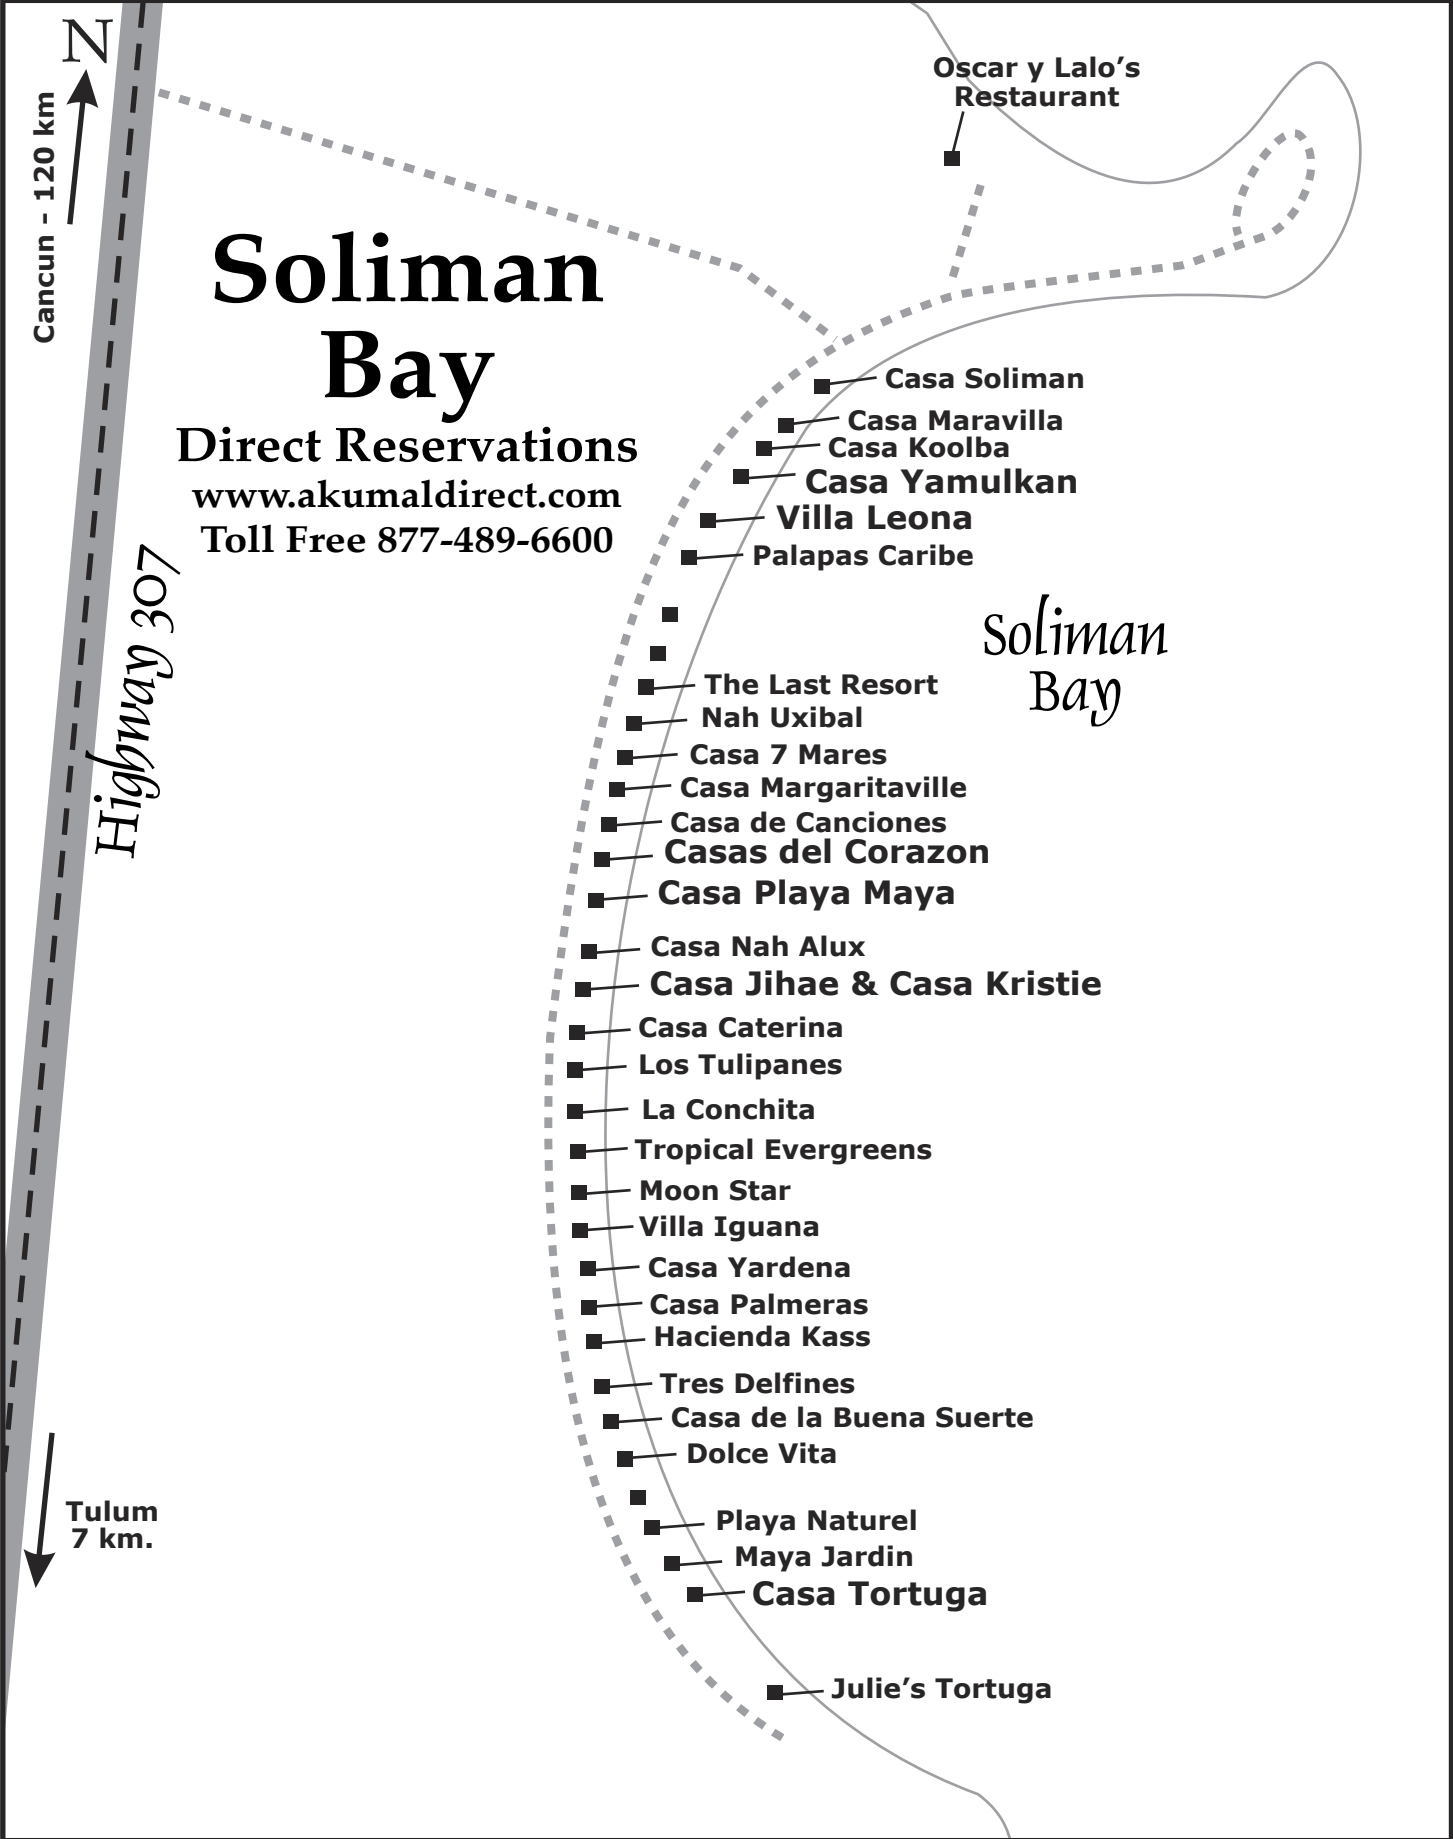 N
Cancun - 120 km
Oscar y Lalo’s
Restaurant
Soliman
Bay
Direct Reservations
www.akumaldirect.com
Toll Free 877-489-6600
Highway 307
Casa Soliman
Casa Maravilla
Casa Koolba
Casa Yamulkan
Villa Leona
Palapas Caribe
Soliman
Bay
The Last Resort
Nah Uxibal
Casa 7 Mares
Casa Margaritaville
Casa de Canciones
Casas del Corazon
Casa Playa Maya
Casa Nah Alux
Casa Jihae & Casa Kristie
Casa Caterina
Los Tulipanes
La Conchita
Tropical Evergreens
Moon Star
Villa Iguana
Casa Yardena
Casa Palmeras
Hacienda Kass
Tres Delfines
Casa de la Buena Suerte
Dolce Vita
Tulum
7 km.
Playa Naturel
Maya Jardin
Casa Tortuga
Julie’s Tortuga